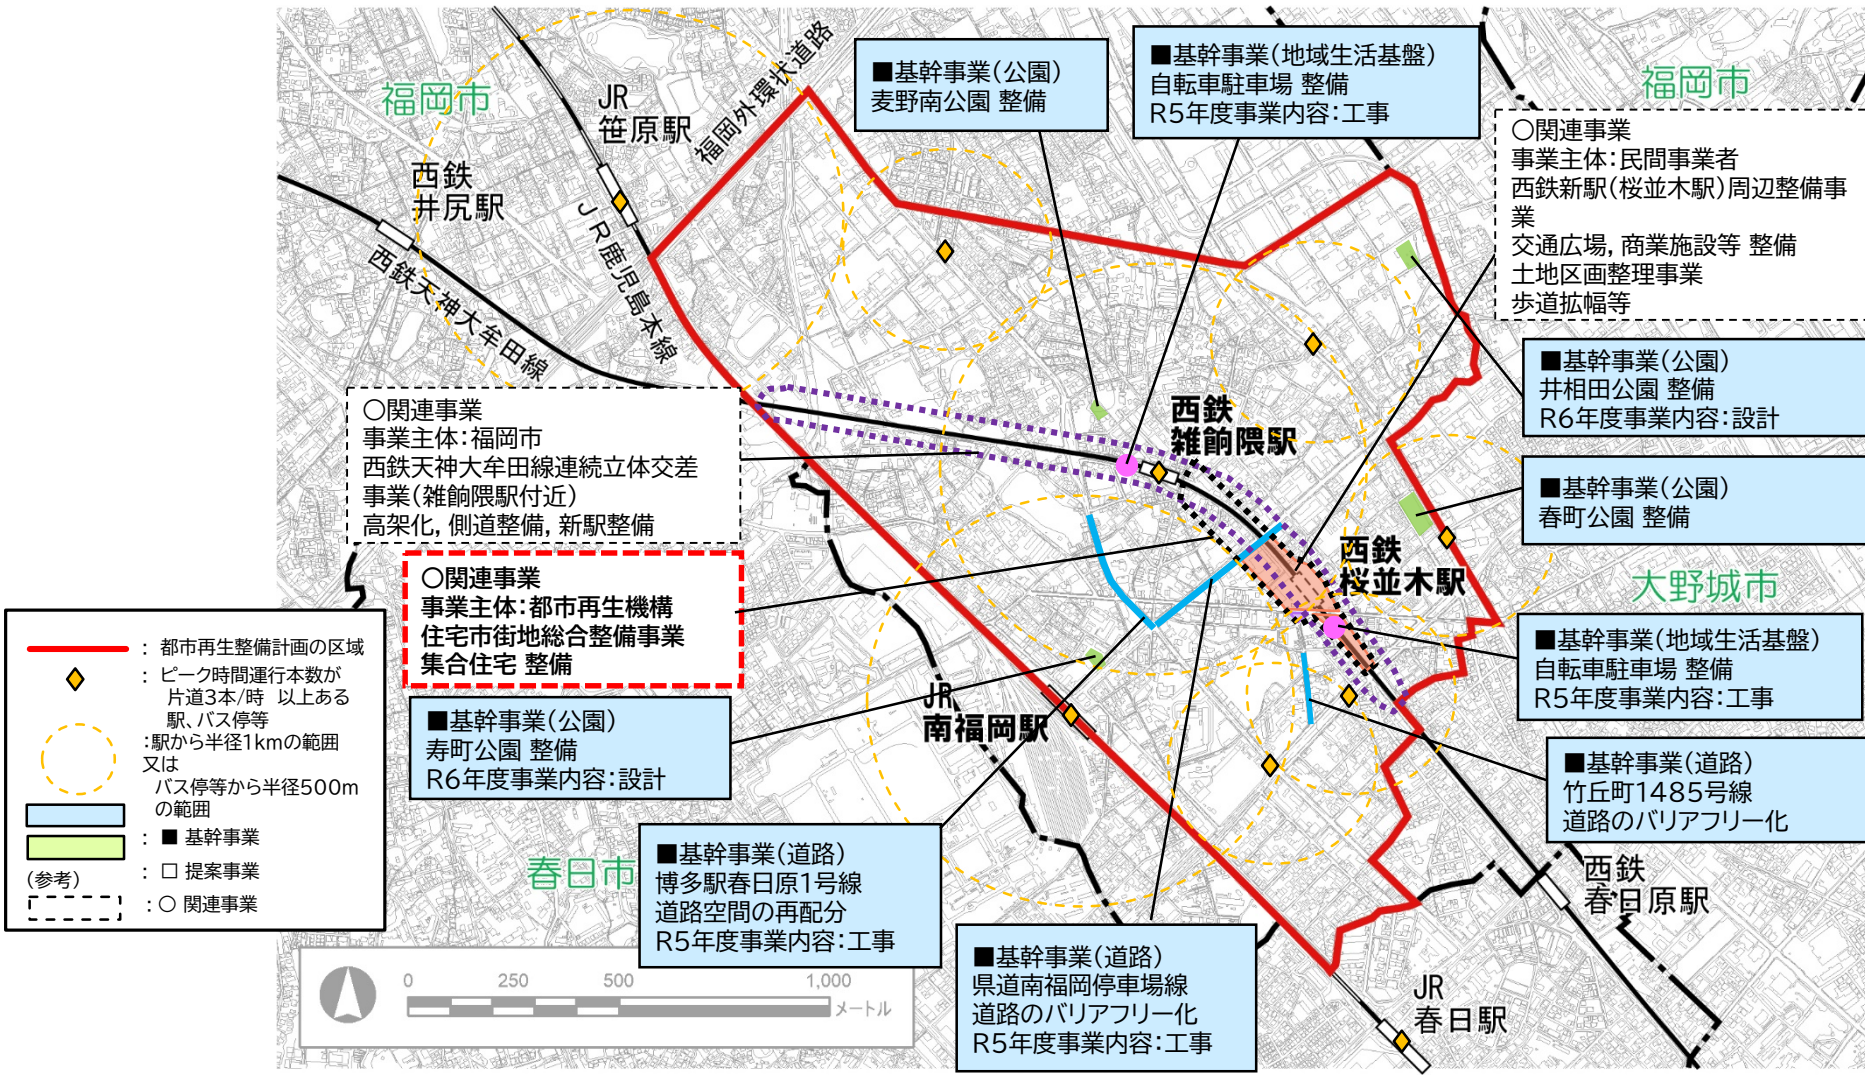 福岡市
JR
笹原駅
福岡外環状道路
西鉄
井尻駅
JR鹿児島本線
西鉄天神大牟田線
■基幹事業(公園)
麦野南公園 整備
■基幹事業(地域生活基盤)
自転車駐車場 整備
R5年度事業内容:工事
福岡市
○関連事業
事業主体:民間事業者
西鉄新駅(桜並木駅)周辺整備事
業
交通広場,商業施設等 整備
土地区画整理事業
歩道拡幅等
■基幹事業(公園)
井相田公園 整備
R6年度事業内容:設計
■基幹事業(公園)
春町公園 整備
西鉄
雑餉隈駅
西鉄
桜並木駅
大野城市
○関連事業
事業主体:福岡市
西鉄天神大牟田線連続立体交差
事業(雑餉隈駅付近)
高架化,側道整備,新駅整備
○関連事業
事業主体:都市再生機構
住宅市街地総合整備事業
集合住宅 整備
■基幹事業(公園)
寿町公園 整備
R6年度事業内容:設計
JR
南福岡駅
■基幹事業(地域生活基盤)
自転車駐車場 整備
R5年度事業内容:工事
■基幹事業(道路)
竹丘町1485号線
道路のバリアフリー化
春日市
■基幹事業(道路)
博多駅春日原1号線
道路空間の再配分
R5年度事業内容:工事
■基幹事業(道路)
県道南福岡停車場線
道路のバリアフリー化
R5年度事業内容:工事
西鉄
春日原駅
JR
春日駅
: 都市再生整備計画の区域
: ピーク時間運行本数が
片道3本/時 以上ある
駅、バス停等
:駅から半径1kmの範囲
又は
バス停等から半径500m
の範囲
: ■ 基幹事業
: □ 提案事業
(参考)
: ○ 関連事業
0 250 500 1,000
メートル